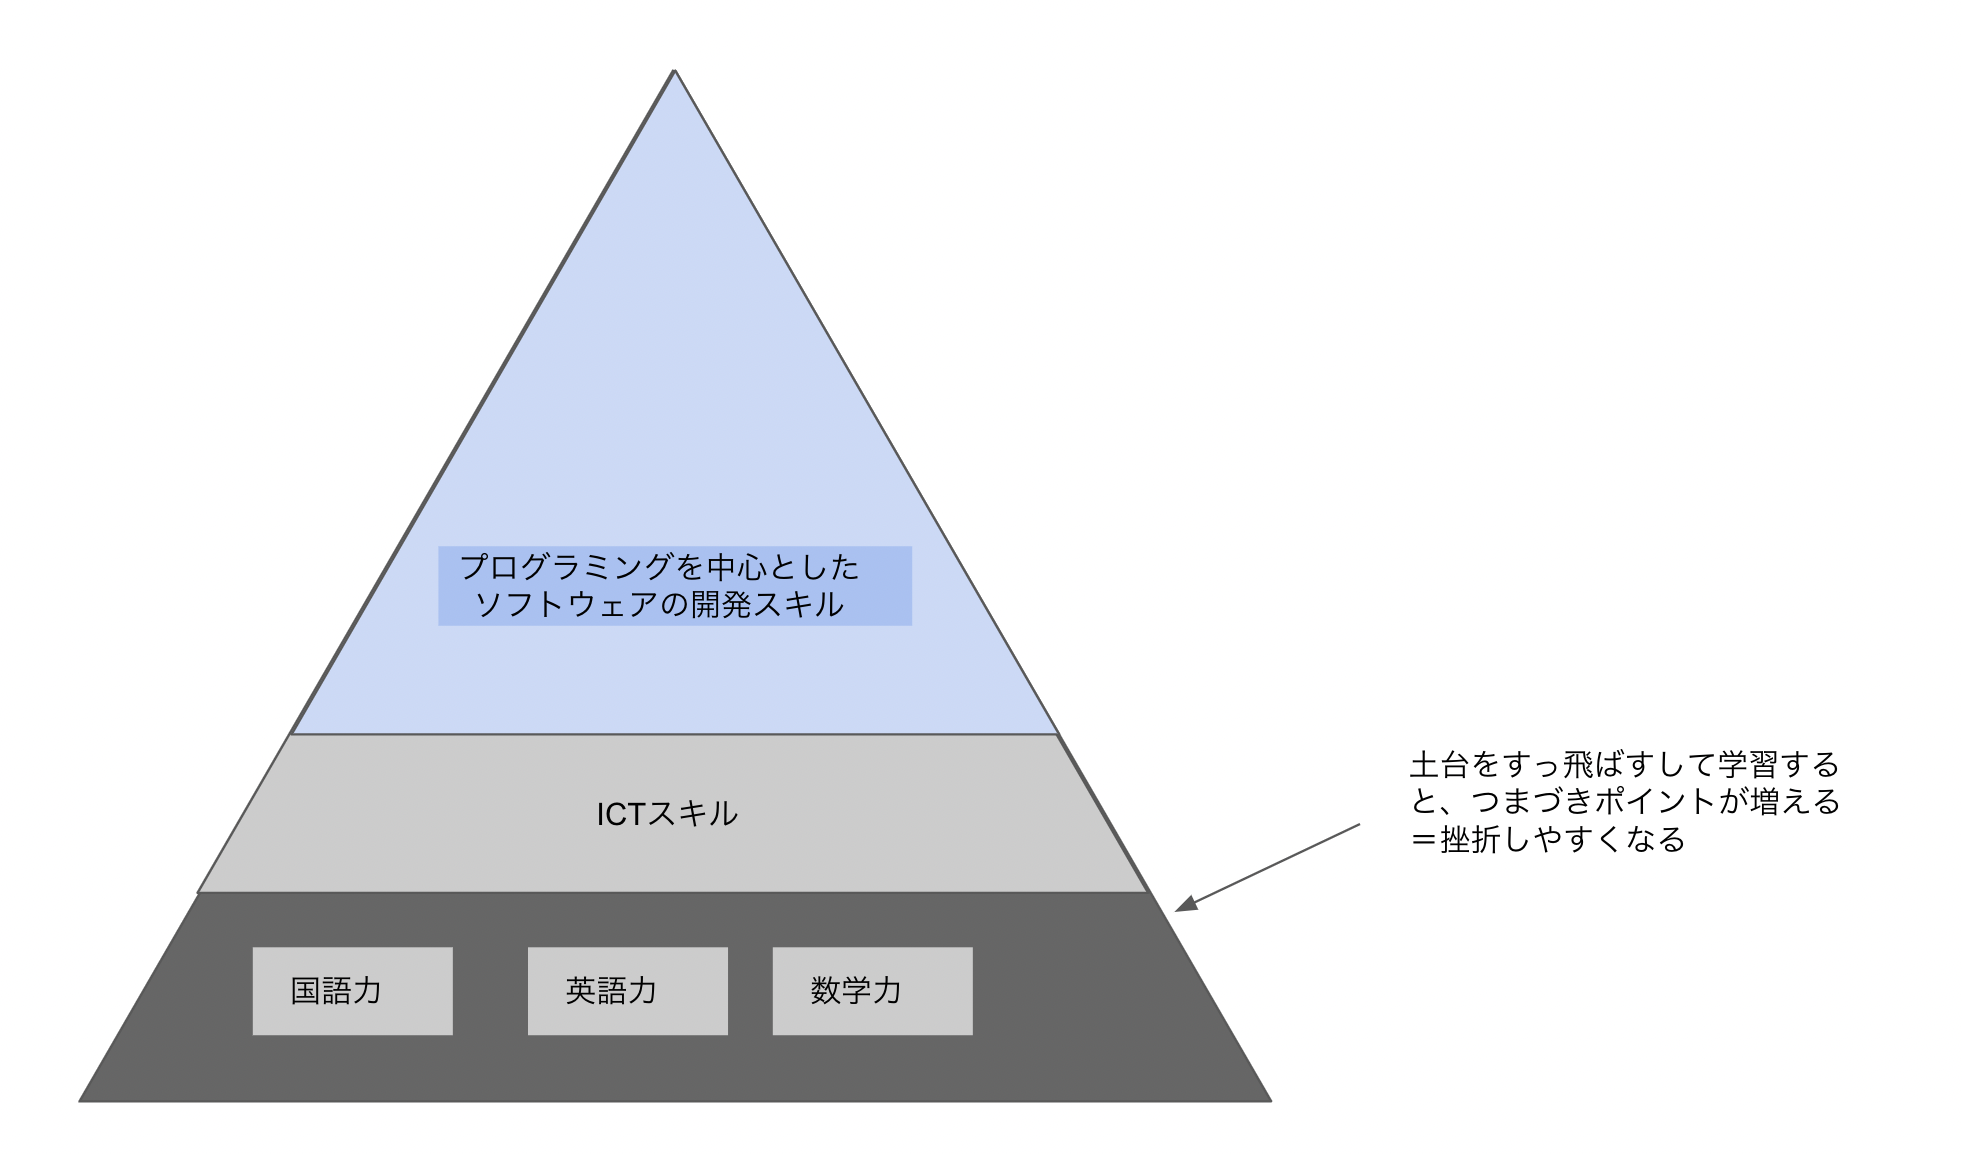 プログラミングを中心とした
ソフトウェアの開発スキル
ICTスキル
土台をすっ飛ばすして学習する
と、つまづきポイントが増える
＝挫折しやすくなる
国語力
英語力
数学力